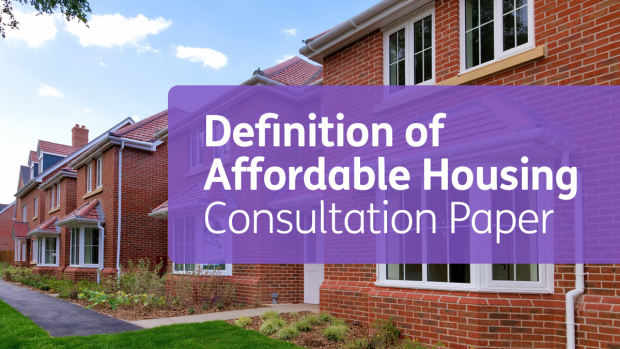 Definition of
Affordable Housing
Consultation Paper